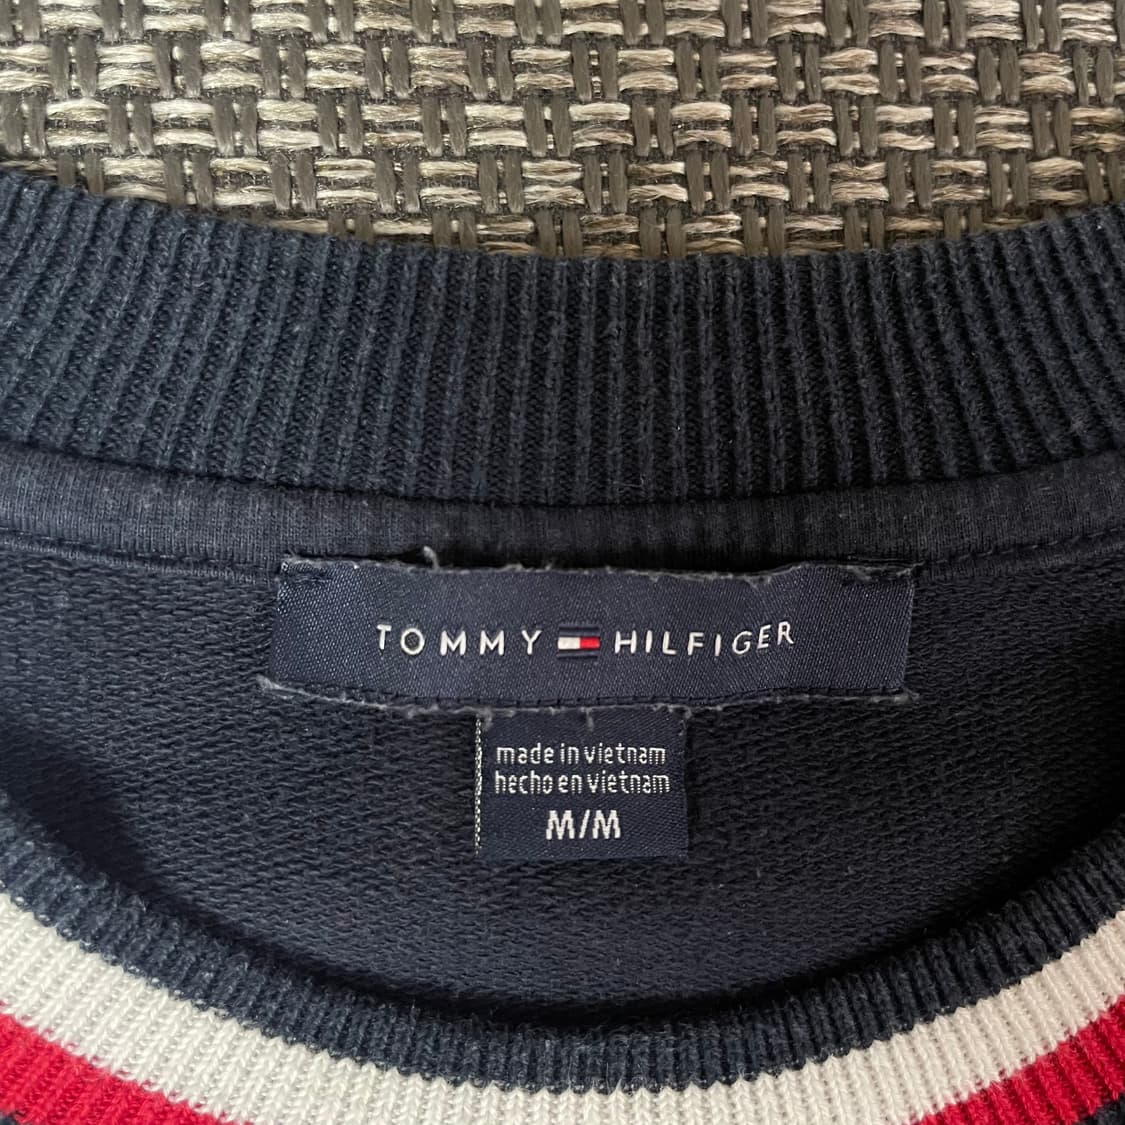 TOMMY HILFIGER
made in vietnam
hecho en vietnam
M/M